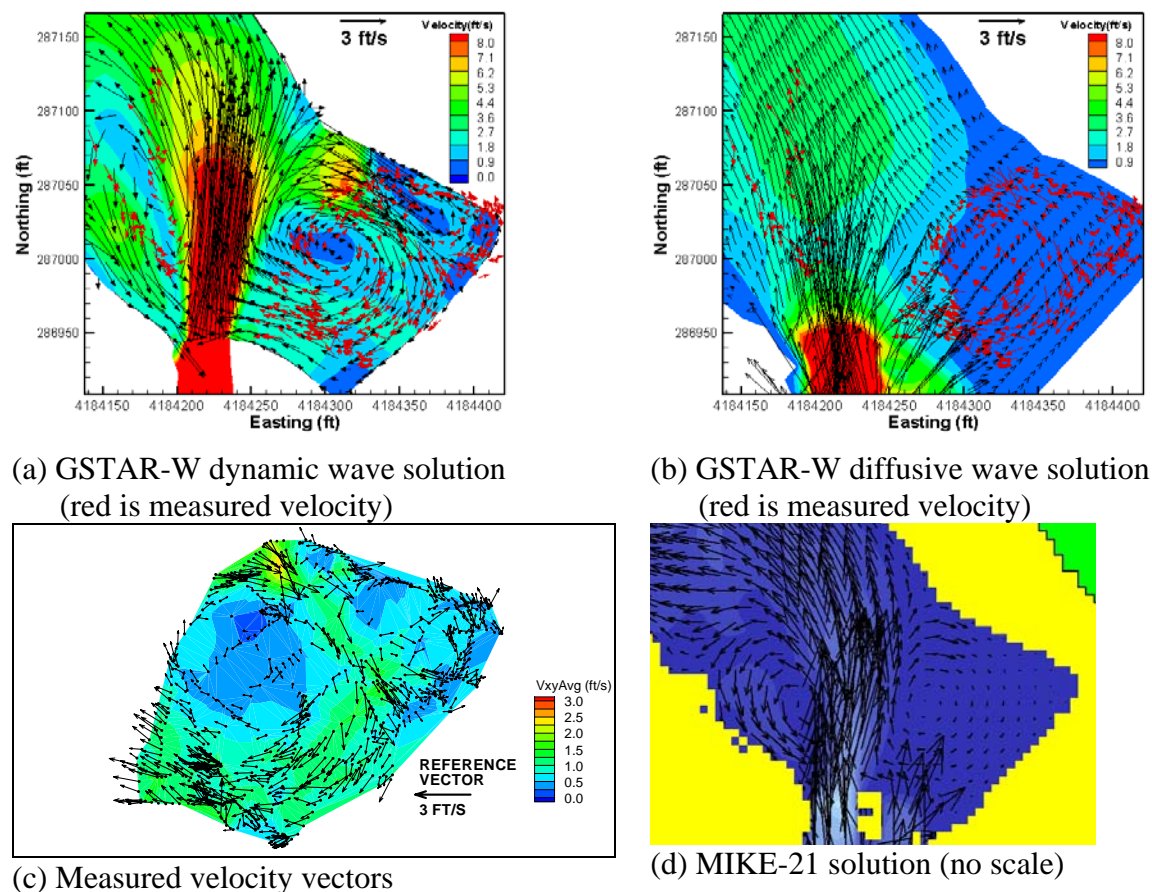 Velocity(ft/s)
8.0
7.1
6.2
5.3
4.4
3.6
2.7
1.8
0.9
0.0
3 ft/s
287150
287100
287050
287000
286950
Northing (ft)
4184150 4184200 4184250 4184300 4184350 4184400
Easting (ft)
Velocity(ft/s)
8.0
7.1
6.2
5.3
4.4
3.6
2.7
1.8
0.9
3 ft/s
287150
287100
287050
287000
286950
Northing (ft)
4184150 4184200 4184250 4184300 4184350 4184400
Easting (ft)
(a) GSTAR-W dynamic wave solution
(red is measured velocity)
(b) GSTAR-W diffusive wave solution
(red is measured velocity)
VxyAvg (ft/s)
3.0
2.5
2.0
1.5
1.0
0.5
0.0
REFERENCE
VECTOR
3 FT/S
(c) Measured velocity vectors
(d) MIKE-21 solution (no scale)